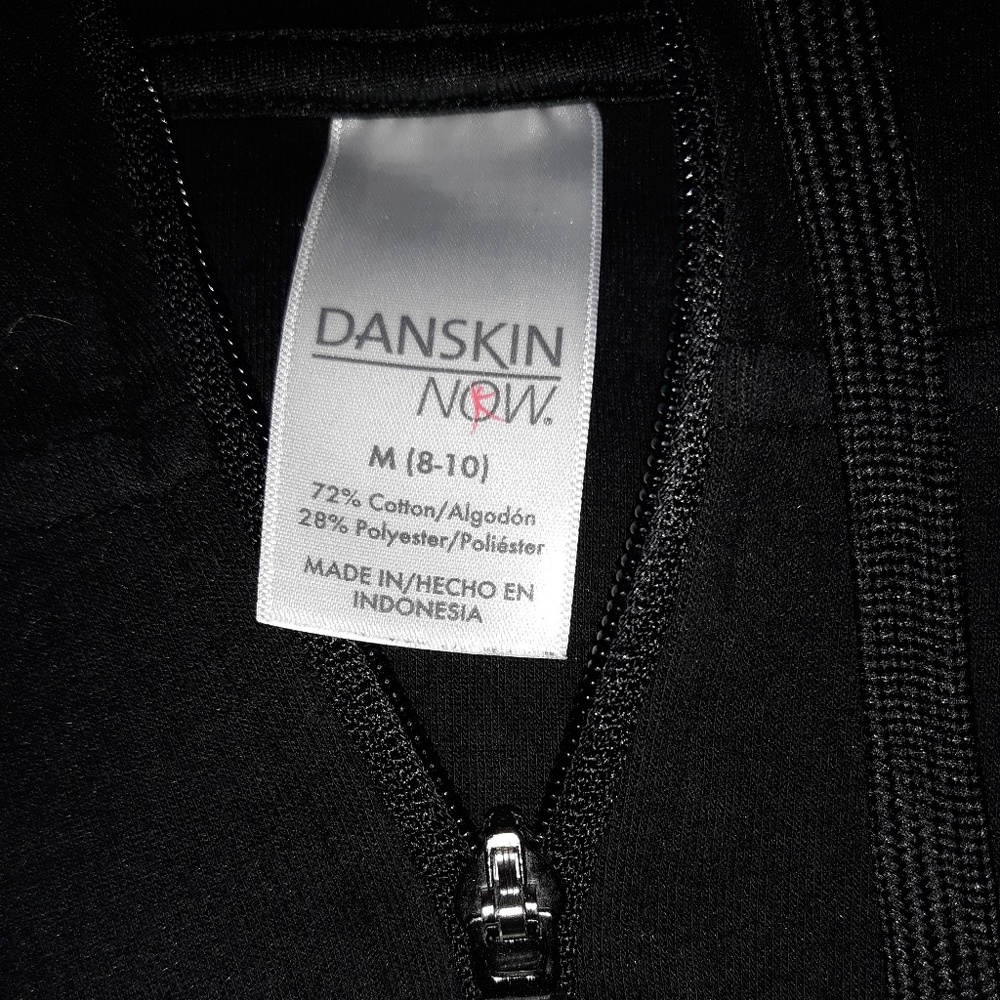 DANSKIN
NOW®
M (8-10)
72% Cotton/Algodón
28% Polyester/Poliéster
MADE IN/HECHO EN
INDONESIA